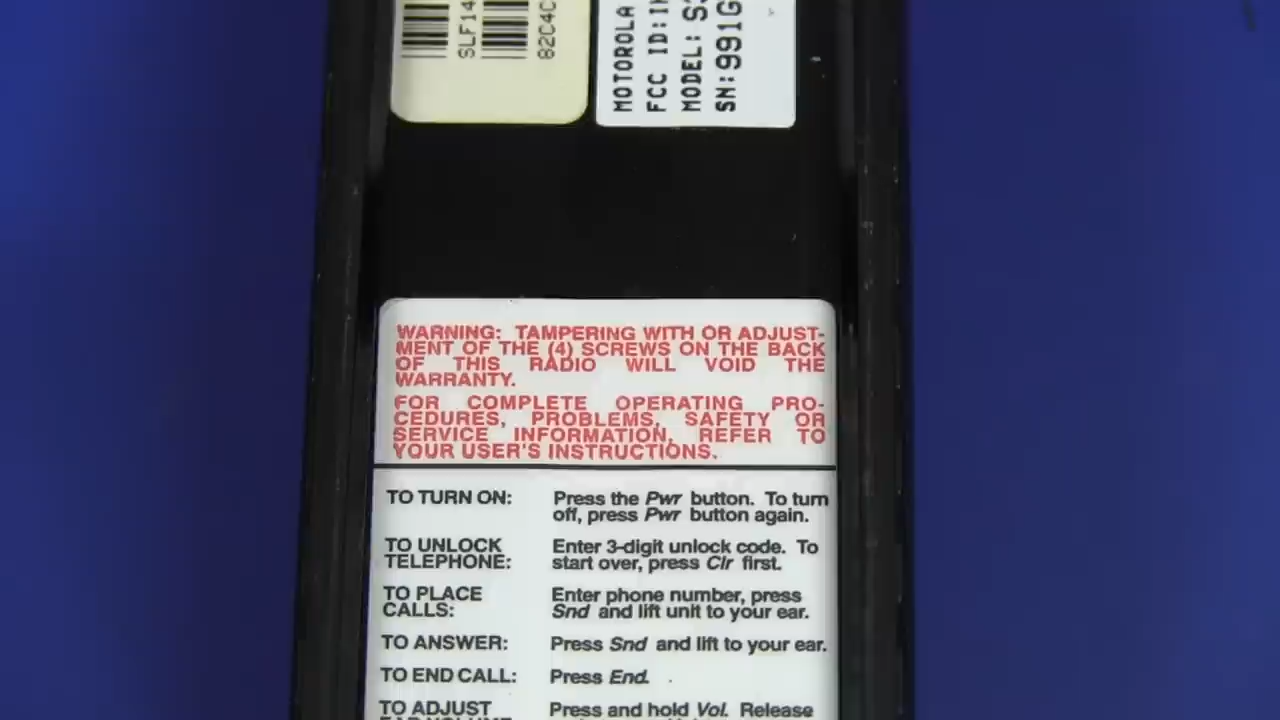 SLF14
82C4C
MOTOROLA
FCC ID:
MODEL:
SN:991G
WARNING: TAMPERING WITH OR ADJUST-
MENT OF THE (4) SCREWS ON THE BACK
OF THIS RADIO WILL VOID THE
WARRANTY.
FOR COMPLETE OPERATING PRO-
CEDURES, PROBLEMS, SAFETY OR
SERVICE INFORMATION, REFER TO
YOUR USER'S INSTRUCTIONS.
TO TURN ON: Press the Pwr button. To turn
off, press Pwr button again.
TO UNLOCK Enter 3-digit unlock code. To
TELEPHONE: start over, press Clr first.
TO PLACE Enter phone number, press
CALLS: Snd and lift unit to your ear.
TO ANSWER: Press Snd and lift to your ear.
TO END CALL: Press End.
TO ADJUST Press and hold Vol. Release